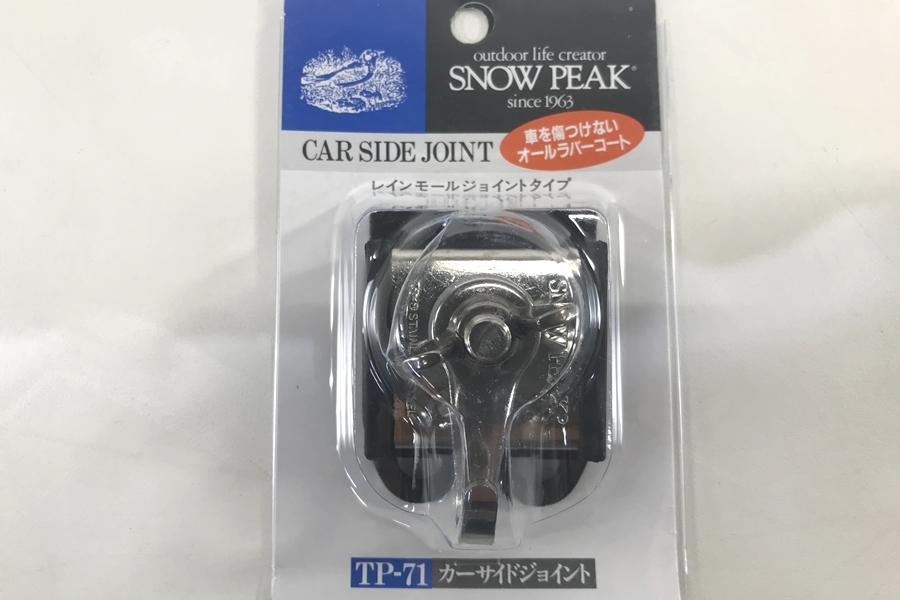 outdoor life creator
SNOW PEAK®
since 1963
CAR SIDE JOINT
車を傷つけない
オールラバーコート
レインモールジョイントタイプ
SNOW PEAK
TP-71 カーサイドジョイント